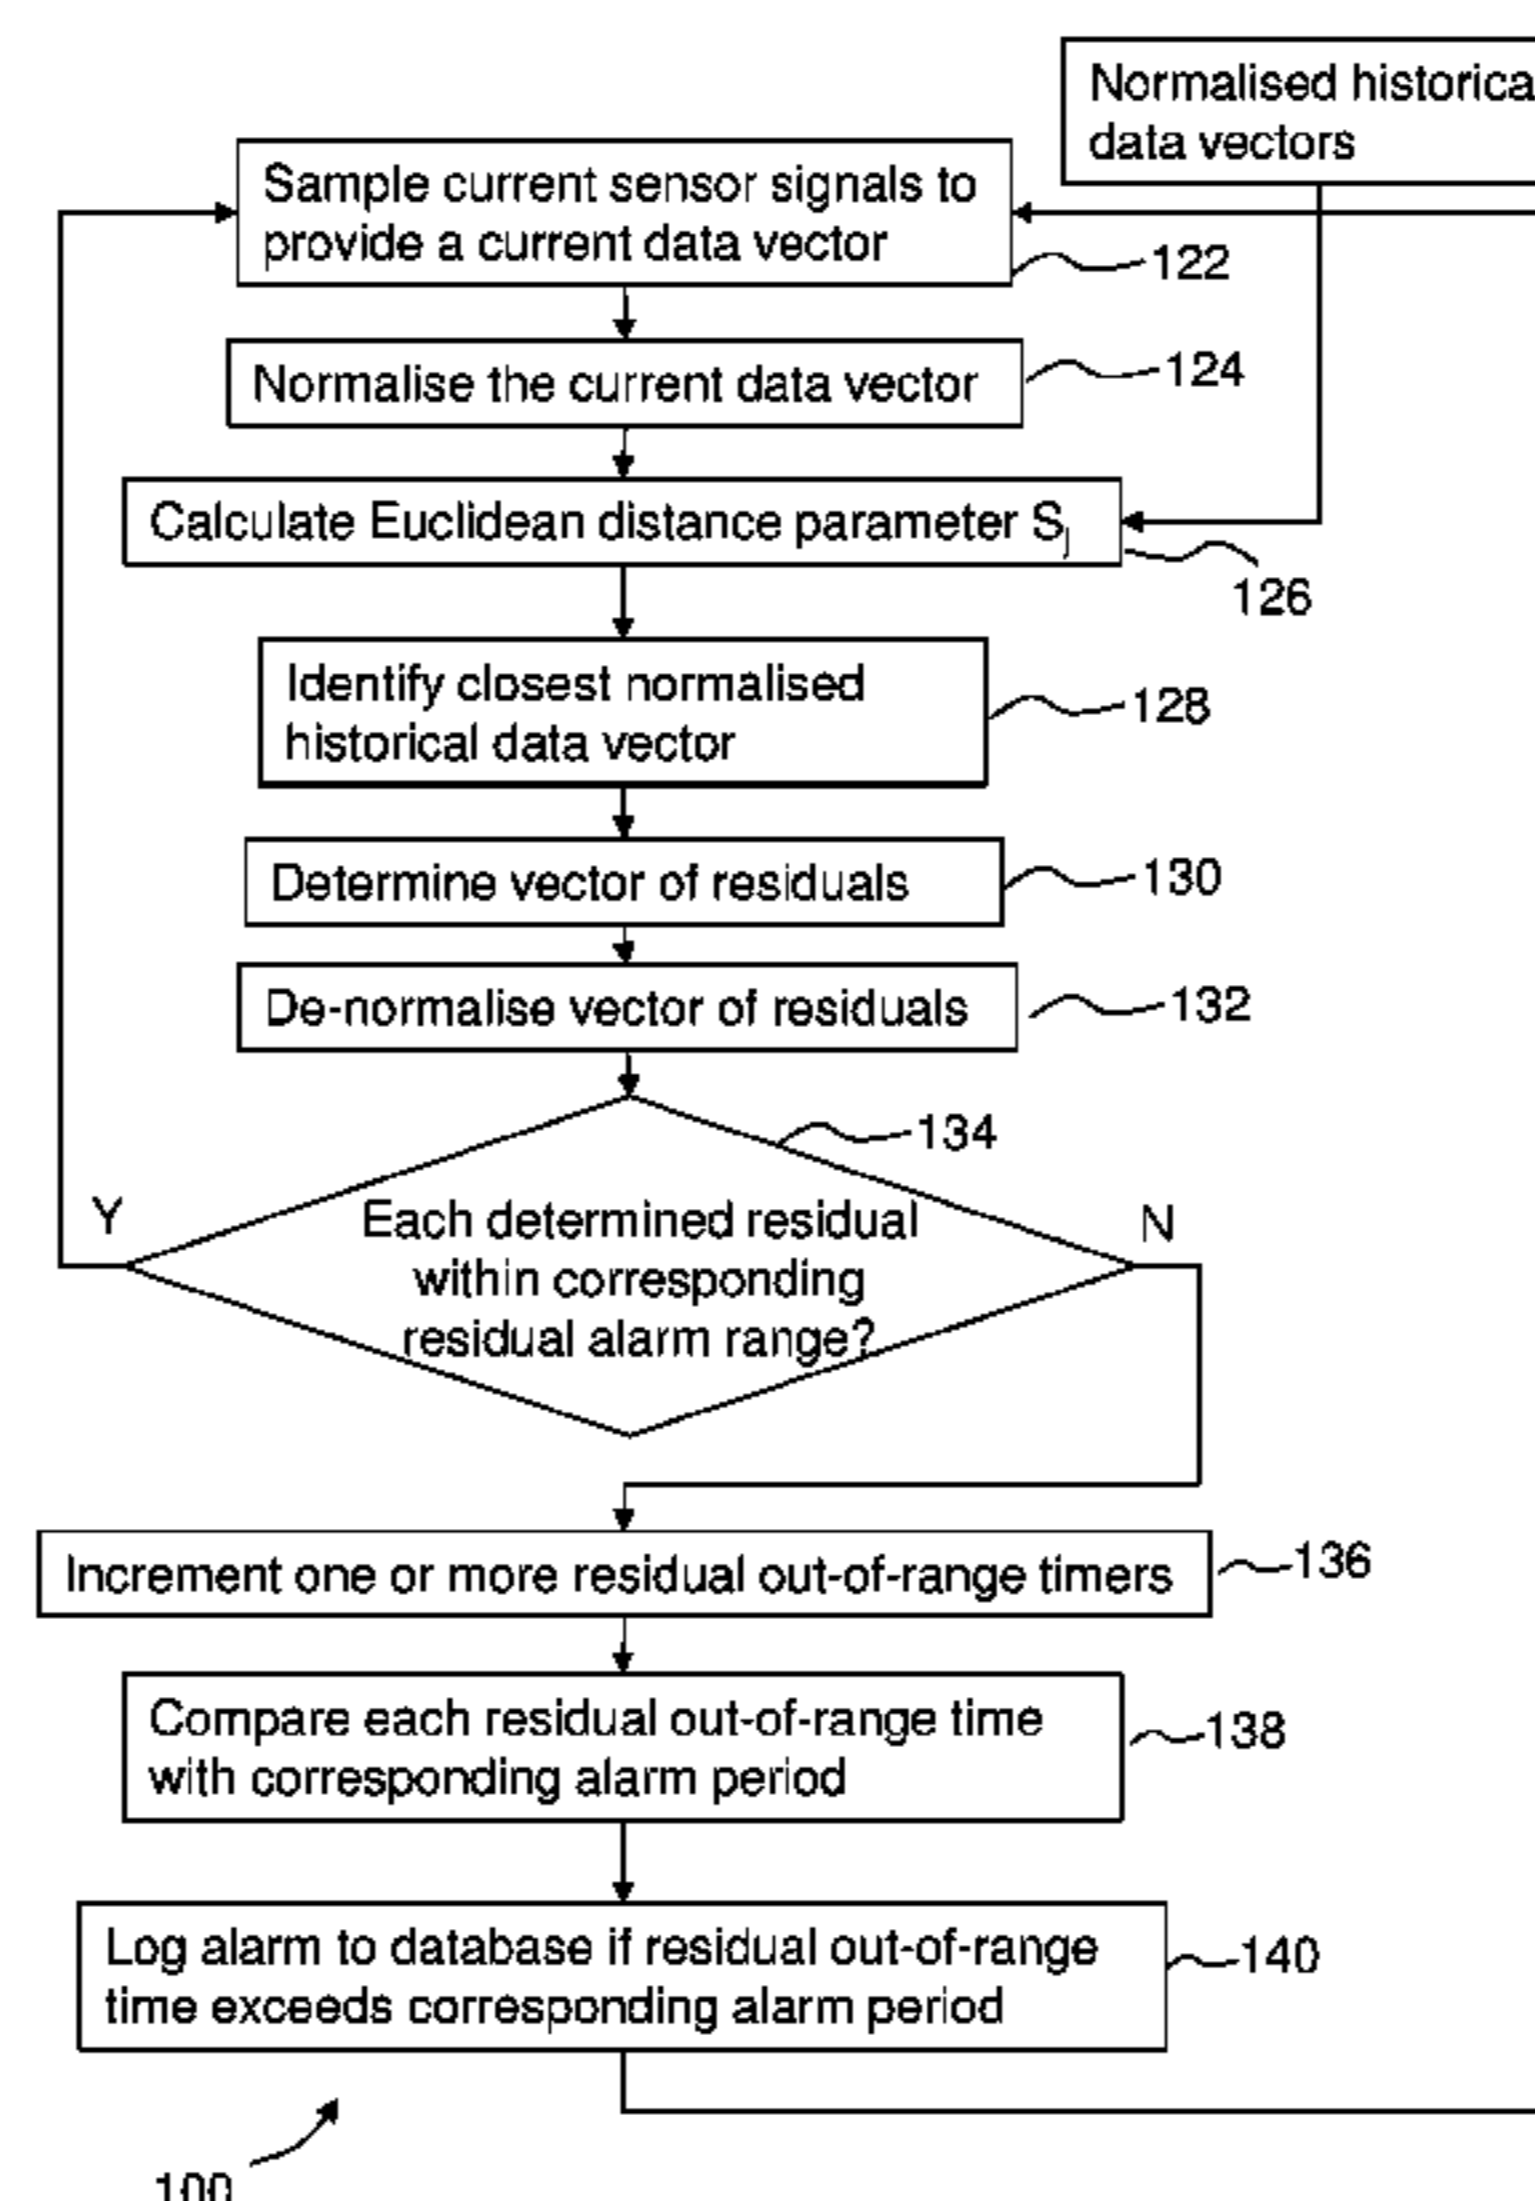 Normalised historica
data vectors
Sample current sensor signals to
provide a current data vector
122
Normalise the current data vector
124
Calculate Euclidean distance parameter Sj
126
Identify closest normalised
historical data vector
128
Determine vector of residuals
130
De-normalise vector of residuals
132
134
Y
N
Each determined residual
within corresponding
residual alarm range?
Increment one or more residual out-of-range timers
136
Compare each residual out-of-range time
with corresponding alarm period
138
Log alarm to database if residual out-of-range
time exceeds corresponding alarm period
140
100